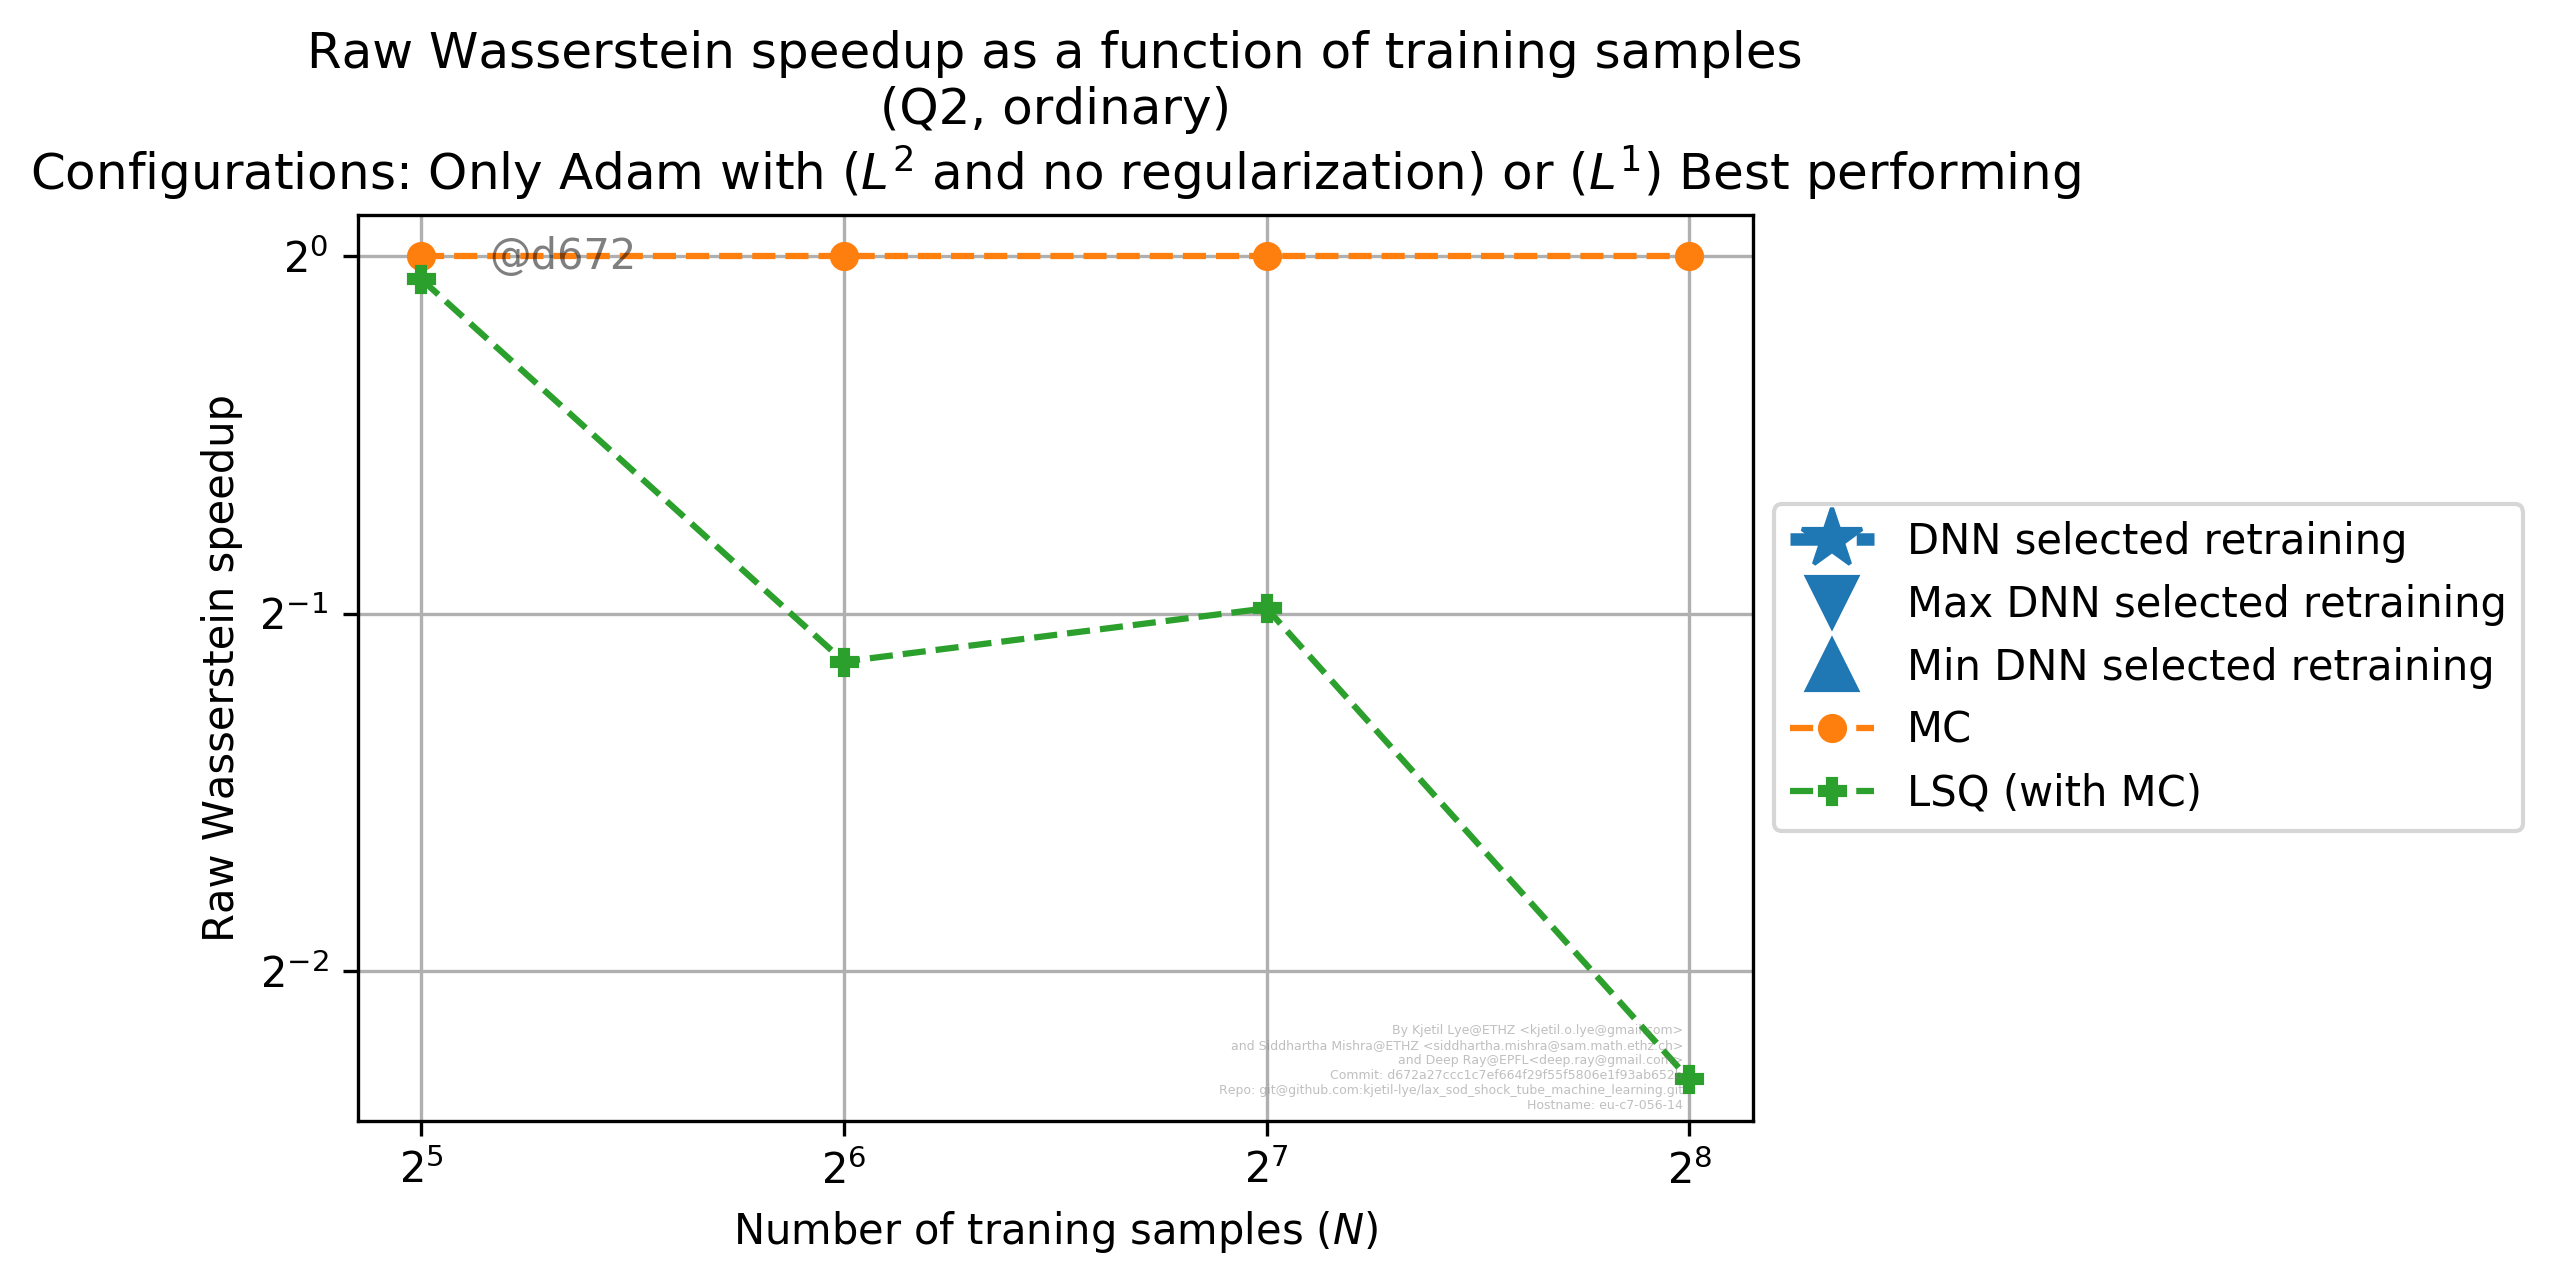 Raw Wasserstein speedup as a function of training samples
(Q2, ordinary)
Configurations: Only Adam with (L² and no regularization) or (L¹) Best performing
2⁰
@d672
2⁻¹
2⁻²
Raw Wasserstein speedup
DNN selected retraining
Max DNN selected retraining
Min DNN selected retraining
MC
LSQ (with MC)
By Kjetil Lye@ETHZ <kjetil.o.lye@gmail.com>
and Siddhartha Mishra@ETHZ <siddhartha.mishra@sam.math.ethz.ch>
and Deep Ray@EPFL<deep.ray@gmail.com>
Commit:
Repo: git@github.com:kjetil-lye/lax_sod_shock_tube_machine_learning.git
Hostname: eu-c7-056-14
2⁵ 2⁶ 2⁷ 2⁸
Number of traning samples (N)